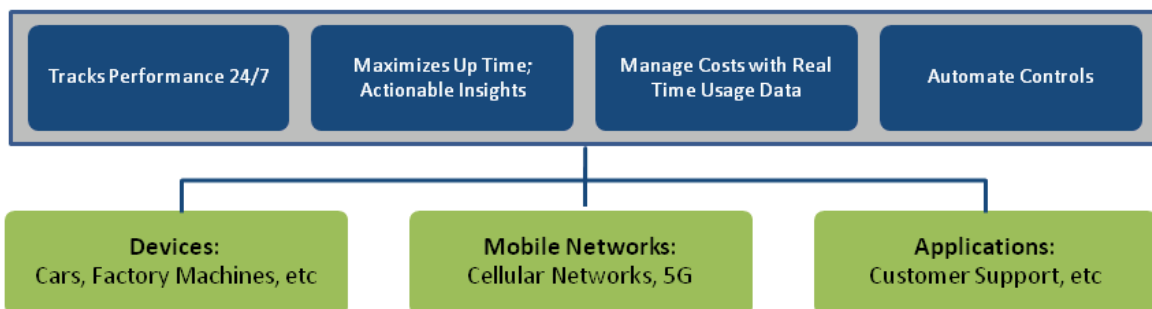 Tracks Performance 24/7
Maximizes Up Time;
Actionable Insights
Manage Costs with Real
Time Usage Data
Automate Controls
Devices:
Cars, Factory Machines, etc
Mobile Networks:
Cellular Networks, 5G
Applications:
Customer Support, etc